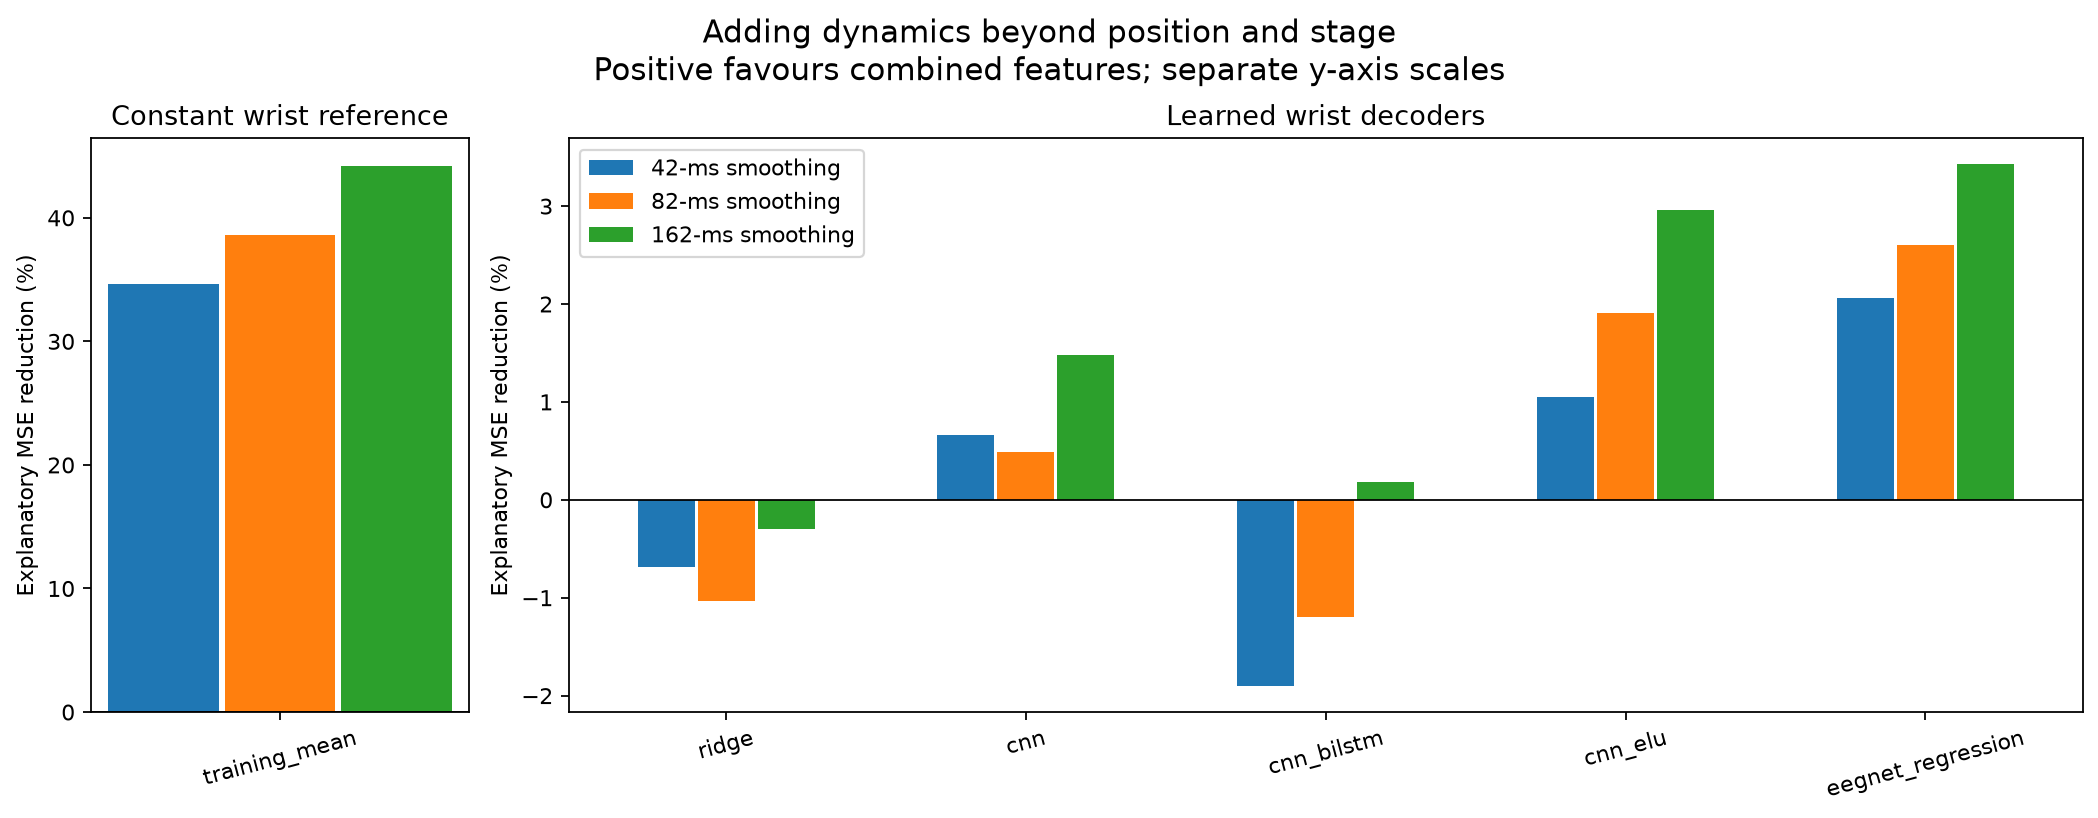 Adding dynamics beyond position and stage
Positive favours combined features; separate y-axis scales
Constant wrist reference
Explanatory MSE reduction (%)
40
30
20
10
0
training_mean
Learned wrist decoders
Explanatory MSE reduction (%)
42-ms smoothing
82-ms smoothing
162-ms smoothing
3
2
1
0
−1
−2
ridge
cnn
cnn_bilstm
cnn_elu
eegnet_regression